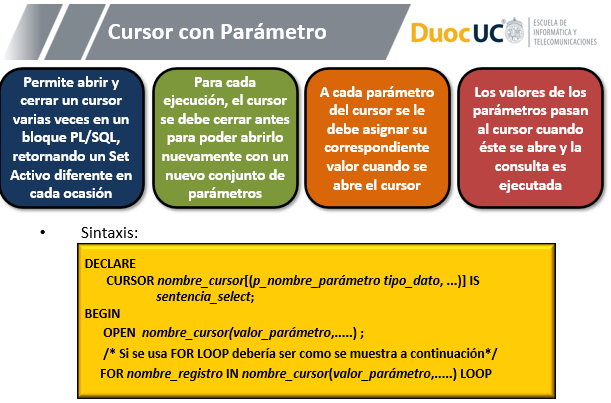 Cursor con Parámetro
DuocUC
ESCUELA DE
INFORMÁTICA Y
TELECOMUNICACIONES
Permite abrir y
cerrar un cursor
varias veces en un
bloque PL/SQL,
retornando un Set
Activo diferente en
cada ocasión
Para cada
ejecución, el cursor
se debe cerrar antes
para poder abrirlo
nuevamente con un
nuevo conjunto de
parámetros
A cada parámetro
del cursor se le
debe asignar su
correspondiente
valor cuando se
abre el cursor
Los valores de los
parámetros pasan
al cursor cuando
éste se abre y la
consulta es
ejecutada
• Sintaxis:
DECLARE
CURSOR nombre_cursor[(p_nombre_parámetro tipo_dato, ...)] IS
sentencia_select;
BEGIN
OPEN nombre_cursor(valor_parámetro,.....) ;
/* Si se usa FOR LOOP debería ser como se muestra a continuación*/
FOR nombre_registro IN nombre_cursor(valor_parámetro,.....) LOOP